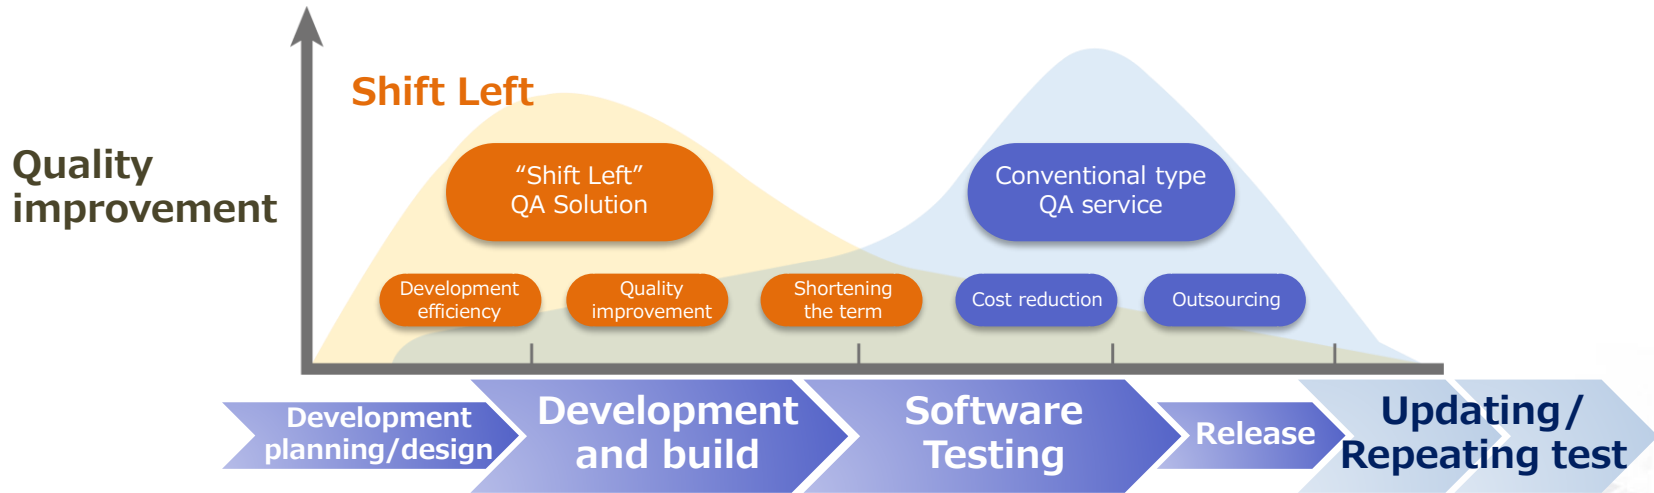 Shift Left
Quality
improvement
“Shift Left”
QA Solution
Conventional type
QA service
Development
efficiency
Quality
improvement
Shortening
the term
Cost reduction
Outsourcing
Development
planning/design
Development
and build
Software
Testing
Release
Updating/
Repeating test